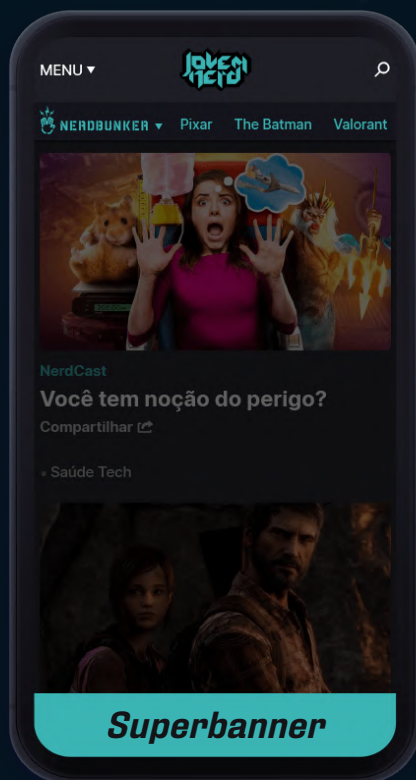 MENU
JOVEM
NERD
NERDBUNKER Pixar The Batman Valorant
NerdCast
Você tem noção do perigo?
Compartilhar
• Saúde Tech
Superbanner